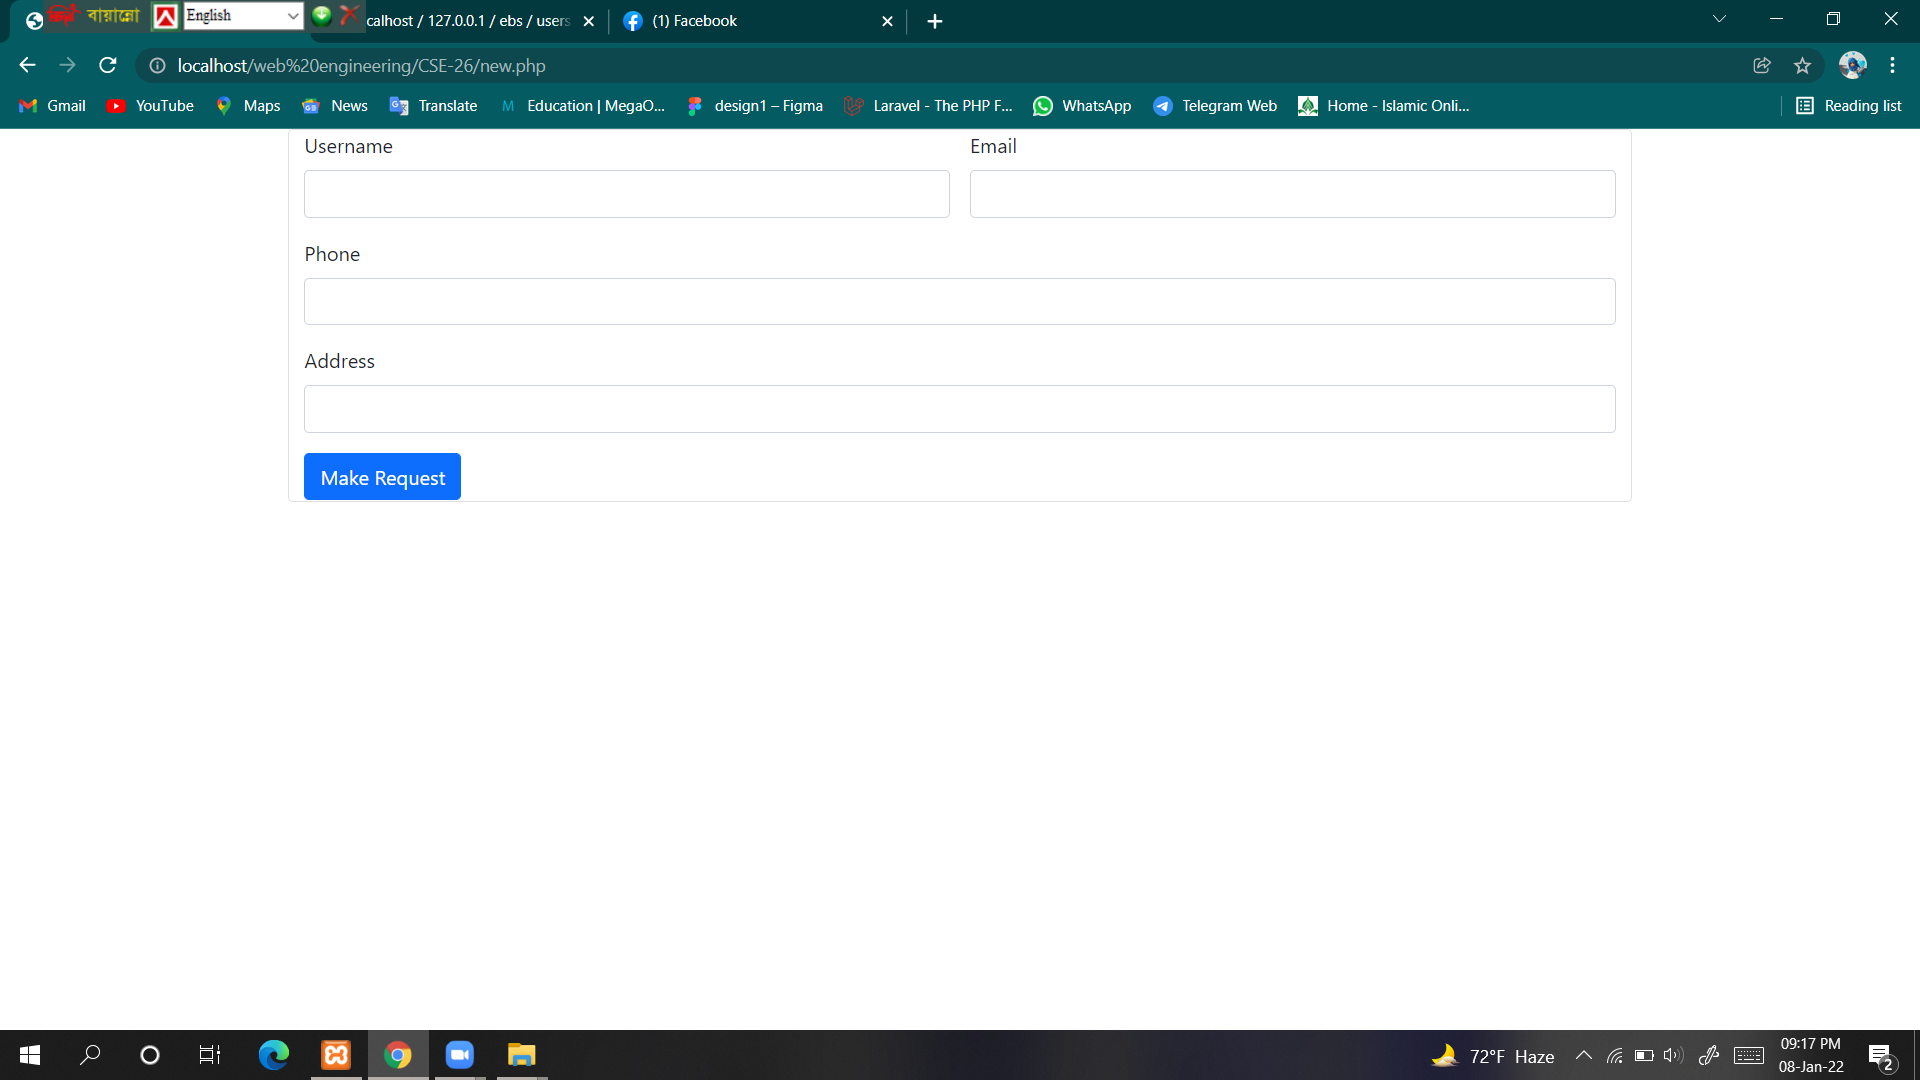 বায়ান্নো
English
calhost / 127.0.0.1 / ebs / users
(1) Facebook
localhost/web%20engineering/CSE-26/new.php
Gmail
YouTube
Maps
News
Translate
M Education | MegaO...
design1 – Figma
Laravel - The PHP F...
WhatsApp
Telegram Web
Home - Islamic Onli...
Reading list
Username
Email
Phone
Address
Make Request
72°F Haze
09:17 PM
08-Jan-22
2